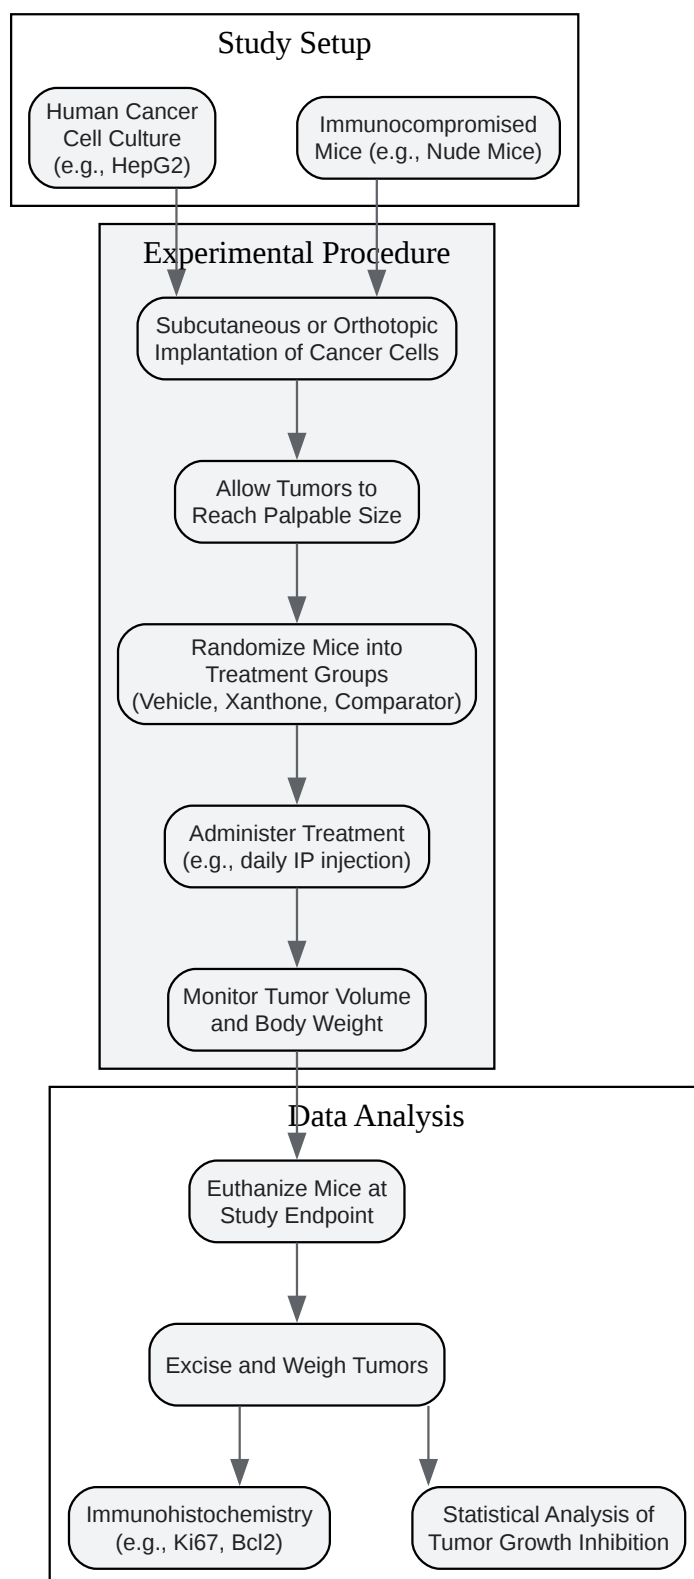 Study Setup
Human Cancer
Cell Culture
(e.g., HepG2)
Immunocompromised
Mice (e.g., Nude Mice)
Experimental Procedure
Subcutaneous or Orthotopic
Implantation of Cancer Cells
Allow Tumors to
Reach Palpable Size
Randomize Mice into
Treatment Groups
(Vehicle, Xanthone, Comparator)
Administer Treatment
(e.g., daily IP injection)
Monitor Tumor Volume
and Body Weight
Data Analysis
Euthanize Mice at
Study Endpoint
Excise and Weigh Tumors
Immunohistochemistry
(e.g., Ki67, Bcl2)
Statistical Analysis of
Tumor Growth Inhibition